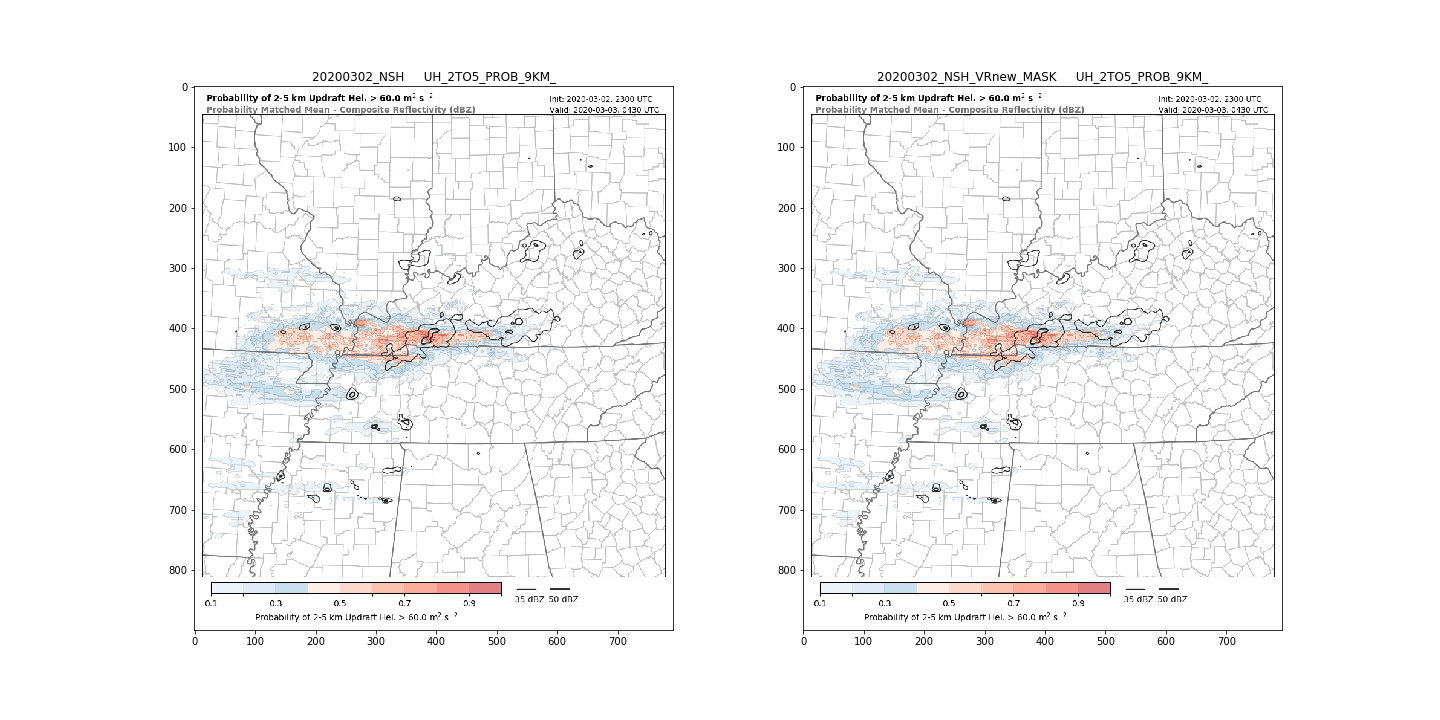 20200302_NSH UH_2TO5_PROB_9KM_
Probability of 2-5 km Updraft Hel. > 60.0 m² s⁻²
Init: 2020-03-02, 2300 UTC
Probability Matched Mean - Composite Reflectivity (dBZ)
Valid: 2020-03-03, 0430 UTC
0
100
200
300
400
500
600
700
800
0.1 0.3 0.5 0.7 0.9
35 dBZ 50 dBZ
Probability of 2-5 km Updraft Hel. > 60.0 m² s⁻²
0 100 200 300 400 500 600 700
20200302_NSH_VRnew_MASK UH_2TO5_PROB_9KM_
Probability of 2-5 km Updraft Hel. > 60.0 m² s⁻²
Init: 2020-03-02, 2300 UTC
Probability Matched Mean - Composite Reflectivity (dBZ)
Valid: 2020-03-03, 0430 UTC
0
100
200
300
400
500
600
700
800
0.1 0.3 0.5 0.7 0.9
35 dBZ 50 dBZ
Probability of 2-5 km Updraft Hel. > 60.0 m² s⁻²
0 100 200 300 400 500 600 700